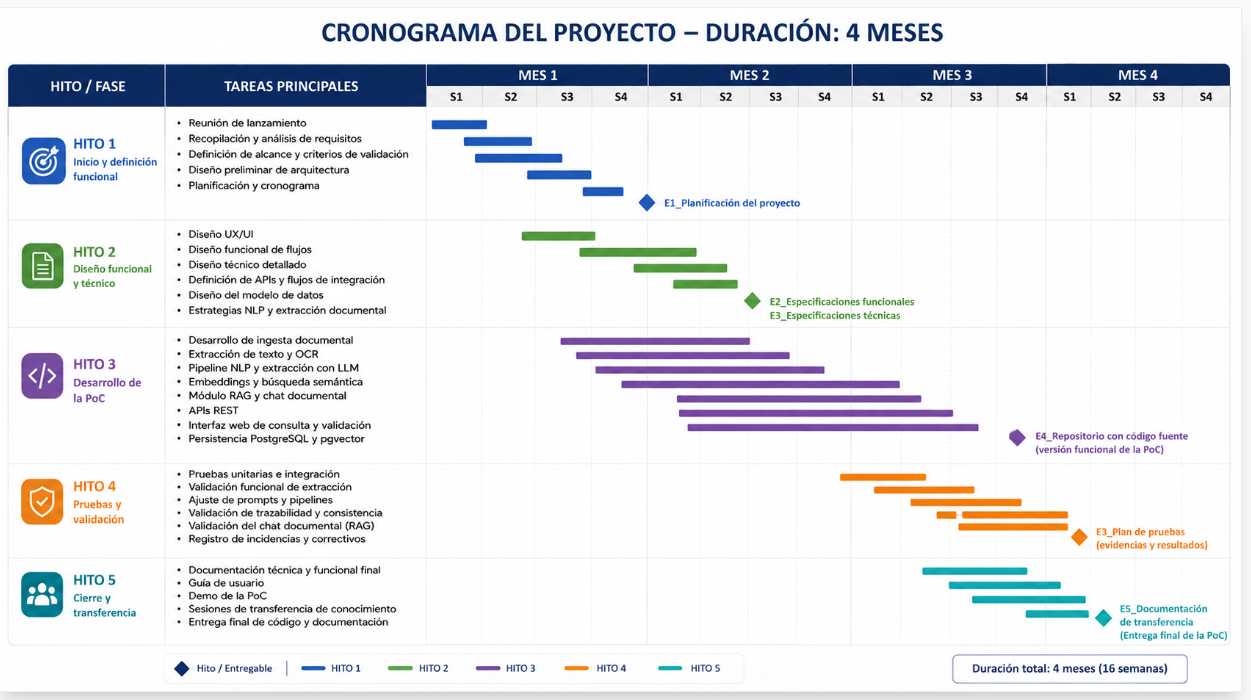 CRONOGRAMA DEL PROYECTO – DURACIÓN: 4 MESES
HITO / FASE
TAREAS PRINCIPALES
MES 1
MES 2
MES 3
MES 4
S1 S2 S3 S4 S1 S2 S3 S4 S1 S2 S3 S4 S1 S2 S3 S4
HITO 1
Inicio y definición
funcional
• Reunión de lanzamiento
• Recopilación y análisis de requisitos
• Definición de alcance y criterios de validación
• Diseño preliminar de arquitectura
• Planificación y cronograma
E1_Planificación del proyecto
HITO 2
Diseño funcional
y técnico
• Diseño UX/UI
• Diseño funcional de flujos
• Diseño técnico detallado
• Definición de APIs y flujos de integración
• Diseño del modelo de datos
• Estrategias NLP y extracción documental
E2_Especificaciones funcionales
E3_Especificaciones técnicas
HITO 3
Desarrollo de
la PoC
• Desarrollo de ingesta documental
• Extracción de texto y OCR
• Pipeline NLP y extracción con LLM
• Embeddings y búsqueda semántica
• Módulo RAG y chat documental
• APIs REST
• Interfaz web de consulta y validación
• Persistencia PostgreSQL y pgvector
E4_Repositorio con código fuente
(versión funcional de la PoC)
HITO 4
Pruebas y
validación
• Pruebas unitarias e integración
• Validación funcional de extracción
• Ajuste de prompts y pipelines
• Validación de trazabilidad y consistencia
• Validación del chat documental (RAG)
• Registro de incidencias y correctivos
E3_Plan de pruebas
(evidencias y resultados)
HITO 5
Cierre y
transferencia
• Documentación técnica y funcional final
• Guía de usuario
• Demo de la PoC
• Sesiones de transferencia de conocimiento
• Entrega final de código y documentación
E5_Documentación
de transferencia
(Entrega final de la PoC)
Hito / Entregable
HITO 1
HITO 2
HITO 3
HITO 4
HITO 5
Duración total: 4 meses (16 semanas)